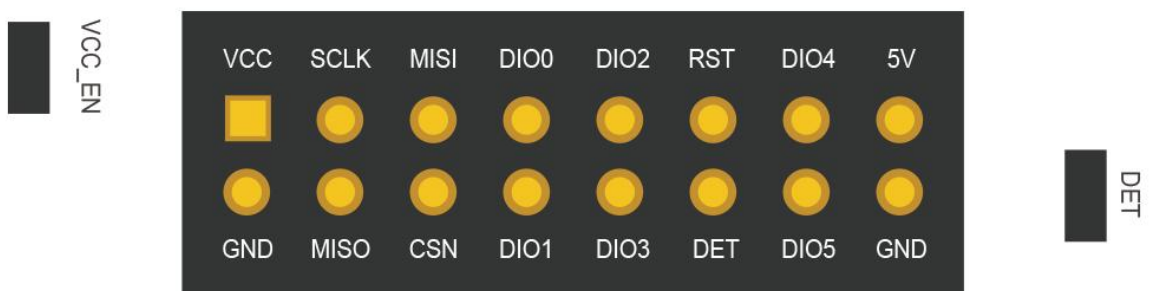 VCC_EN
VCC SCLK MISI DIO0 DIO2 RST DIO4 5V
GND MISO CSN DIO1 DIO3 DET DIO5 GND
DET